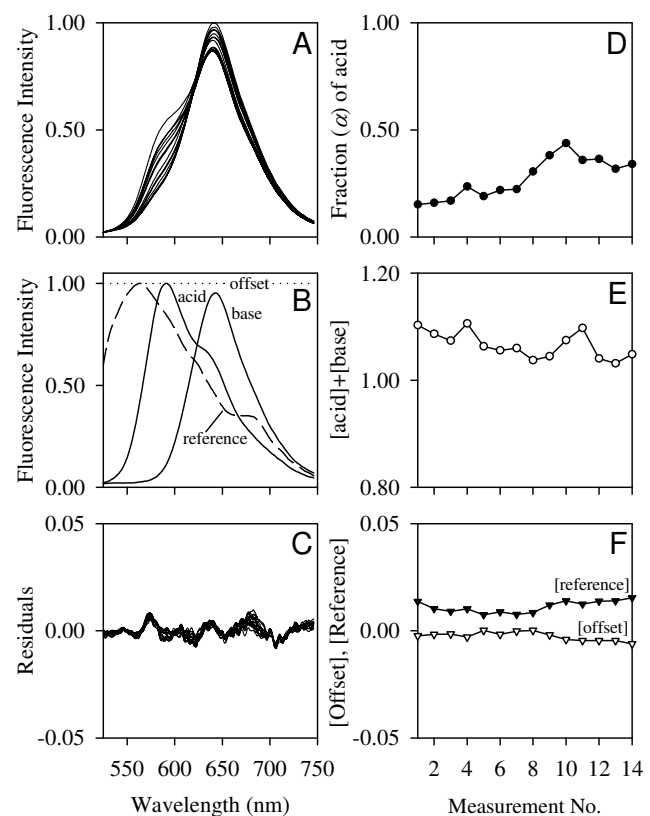 Fluorescence Intensity
1.00
0.50
0.00
A
Fraction (α) of acid
1.00
0.50
0.00
D
Fluorescence Intensity
1.00
0.50
0.00
B
offset
acid
base
reference
[acid]+[base]
1.20
1.00
0.80
E
Residuals
0.05
0.00
-0.05
C
550 600 650 700 750
Wavelength (nm)
[Offset], [Reference]
0.05
0.00
-0.05
F
[reference]
[offset]
2 4 6 8 10 12 14
Measurement No.